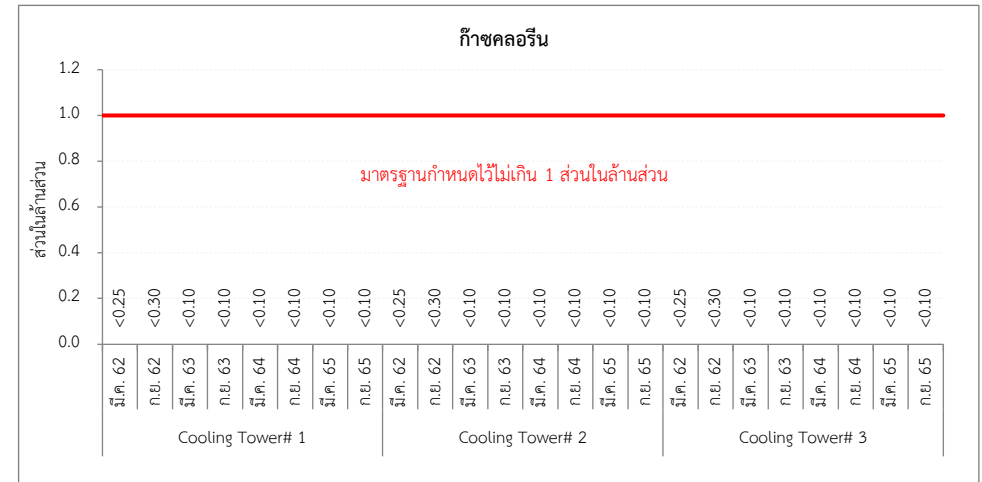 ก๊าซคลอรีน
ส่วนในล้านส่วน
1.2
1.0
0.8
0.6
0.4
0.2
0.0
มาตรฐานกำหนดไว้ไม่เกิน 1 ส่วนในล้านส่วน
<0.25 <0.30 <0.10 <0.10 <0.10 <0.10 <0.10 <0.10 <0.25 <0.30 <0.10 <0.10 <0.10 <0.10 <0.10 <0.10 <0.25 <0.30 <0.10 <0.10 <0.10 <0.10 <0.10 <0.10
มี.ค. 62 ก.ย. 62 มี.ค. 63 ก.ย. 63 มี.ค. 64 ก.ย. 64 มี.ค. 65 ก.ย. 65 มี.ค. 62 ก.ย. 62 มี.ค. 63 ก.ย. 63 มี.ค. 64 ก.ย. 64 มี.ค. 65 ก.ย. 65 มี.ค. 62 ก.ย. 62 มี.ค. 63 ก.ย. 63 มี.ค. 64 ก.ย. 64 มี.ค. 65 ก.ย. 65
Cooling Tower# 1 Cooling Tower# 2 Cooling Tower# 3